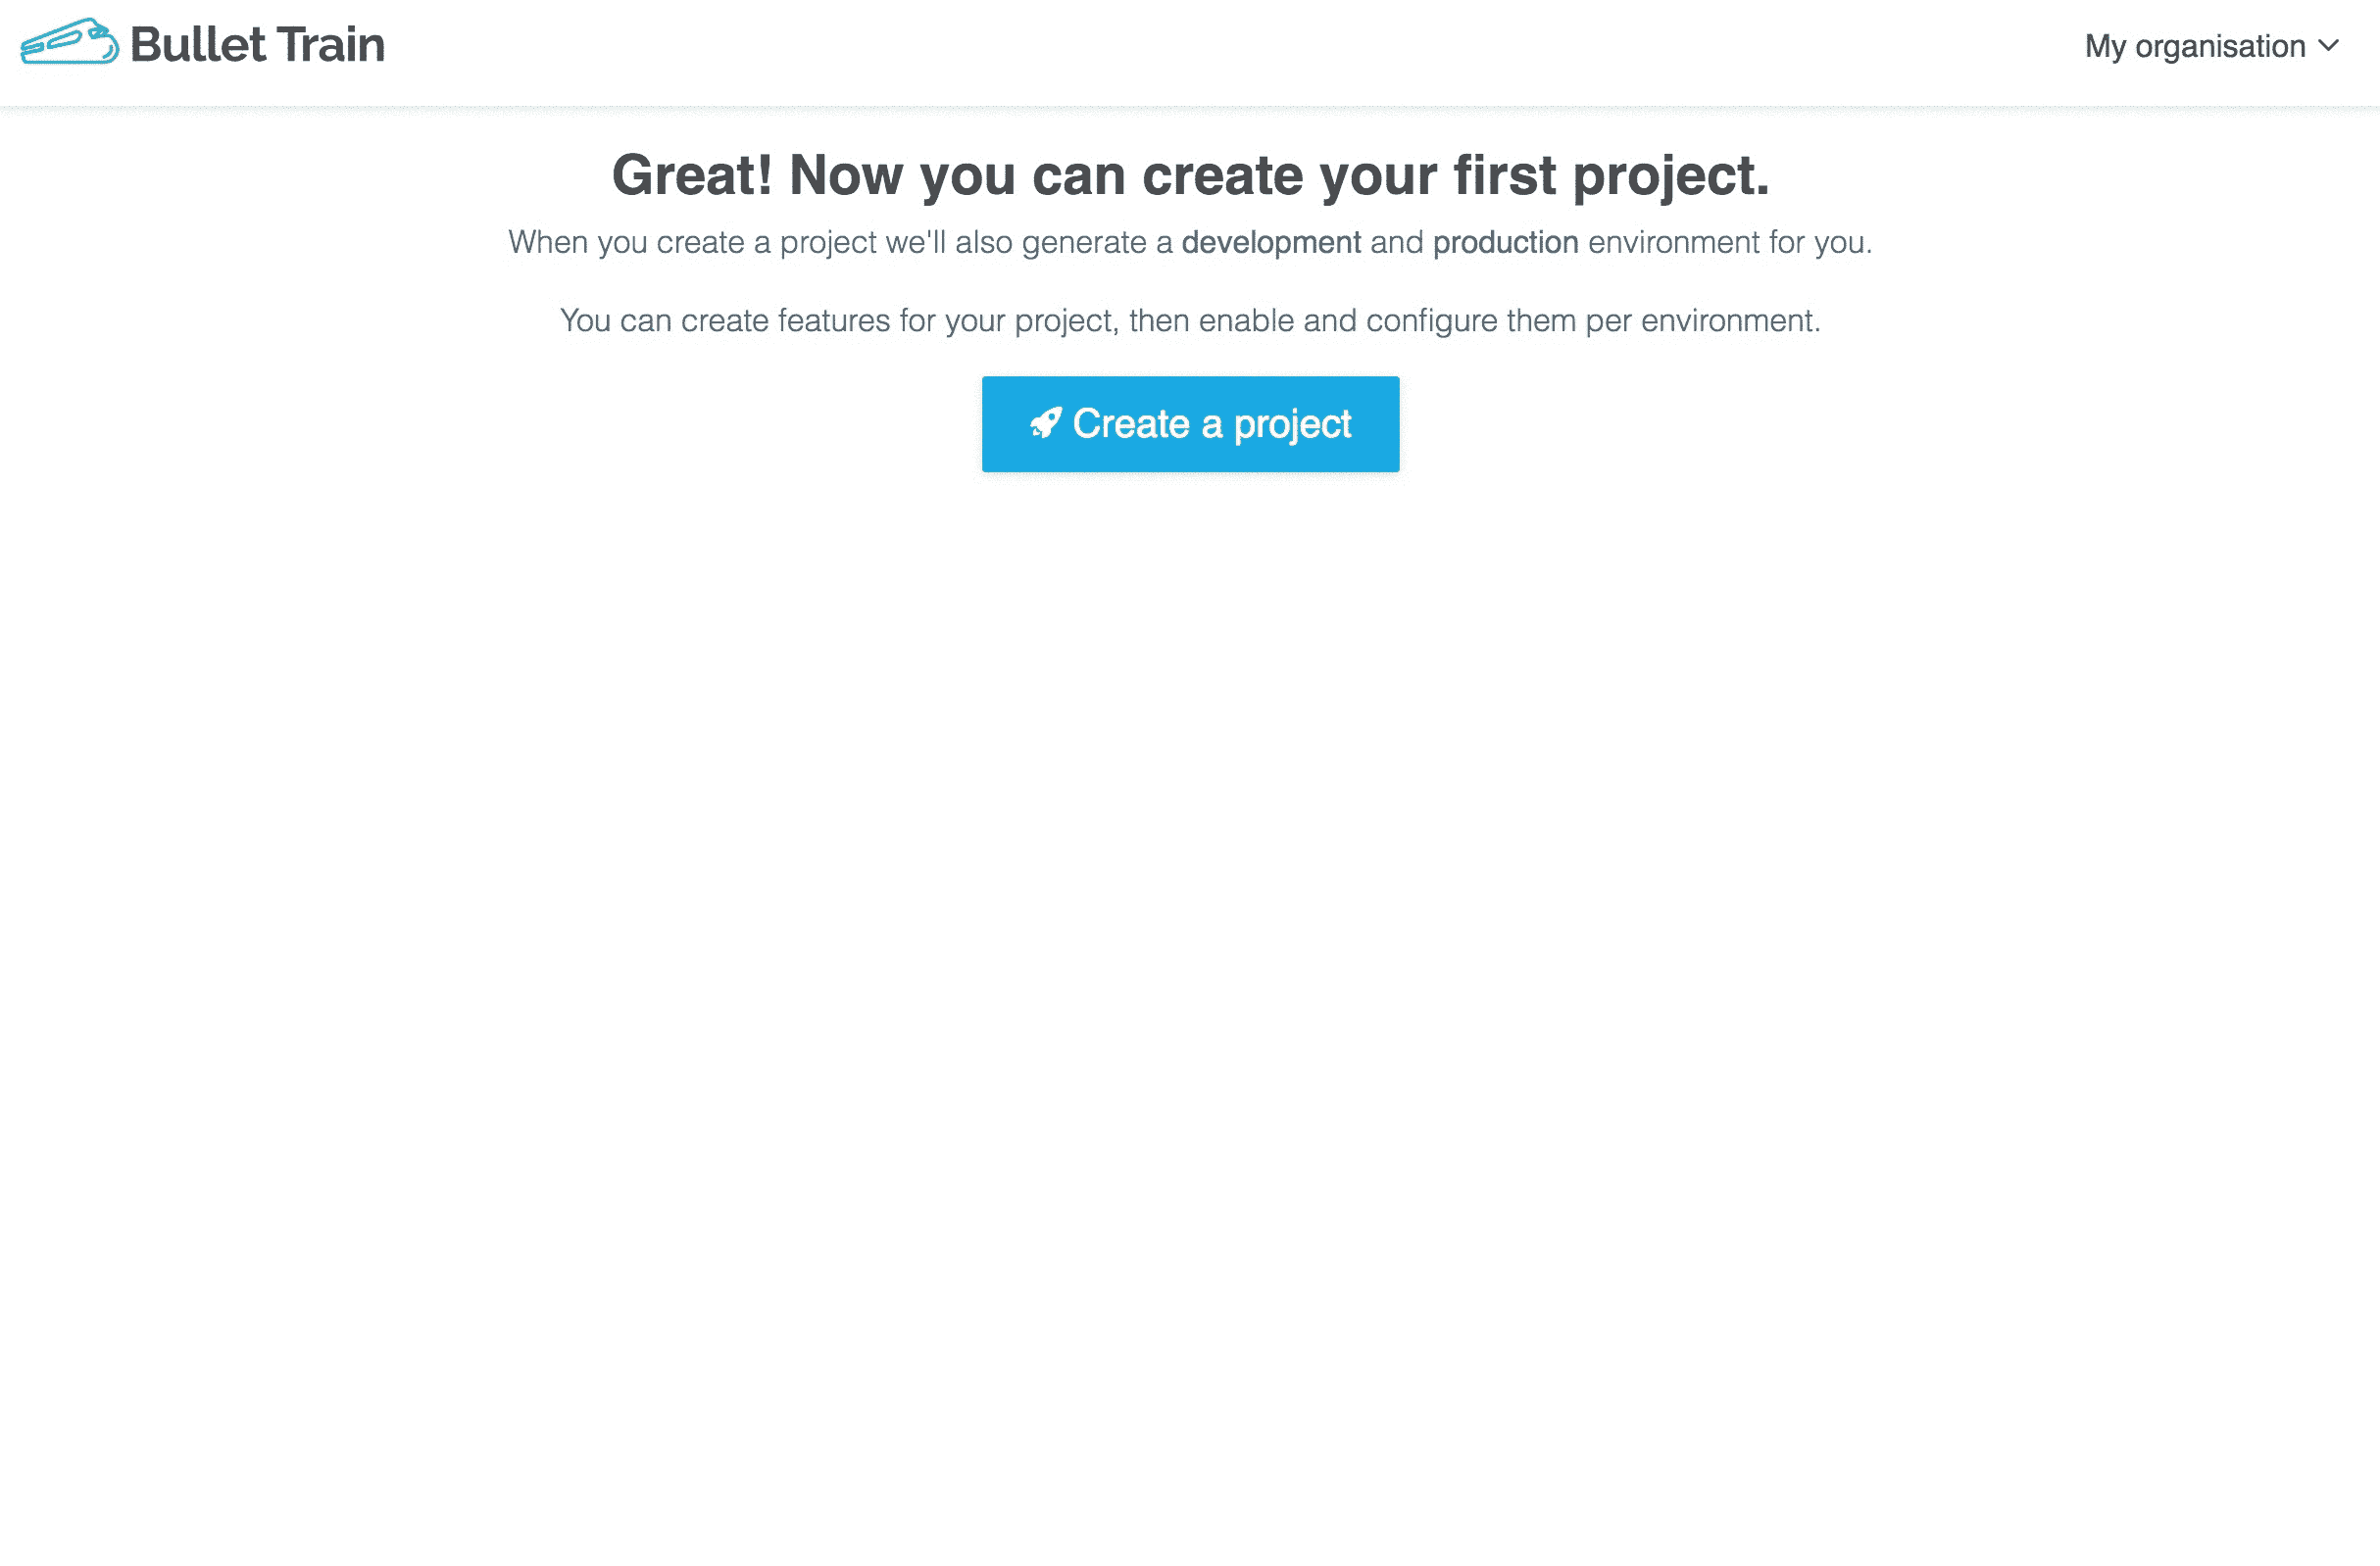 Bullet Train
My organisation
Great! Now you can create your first project.
When you create a project we'll also generate a development and production environment for you.
You can create features for your project, then enable and configure them per environment.
Create a project